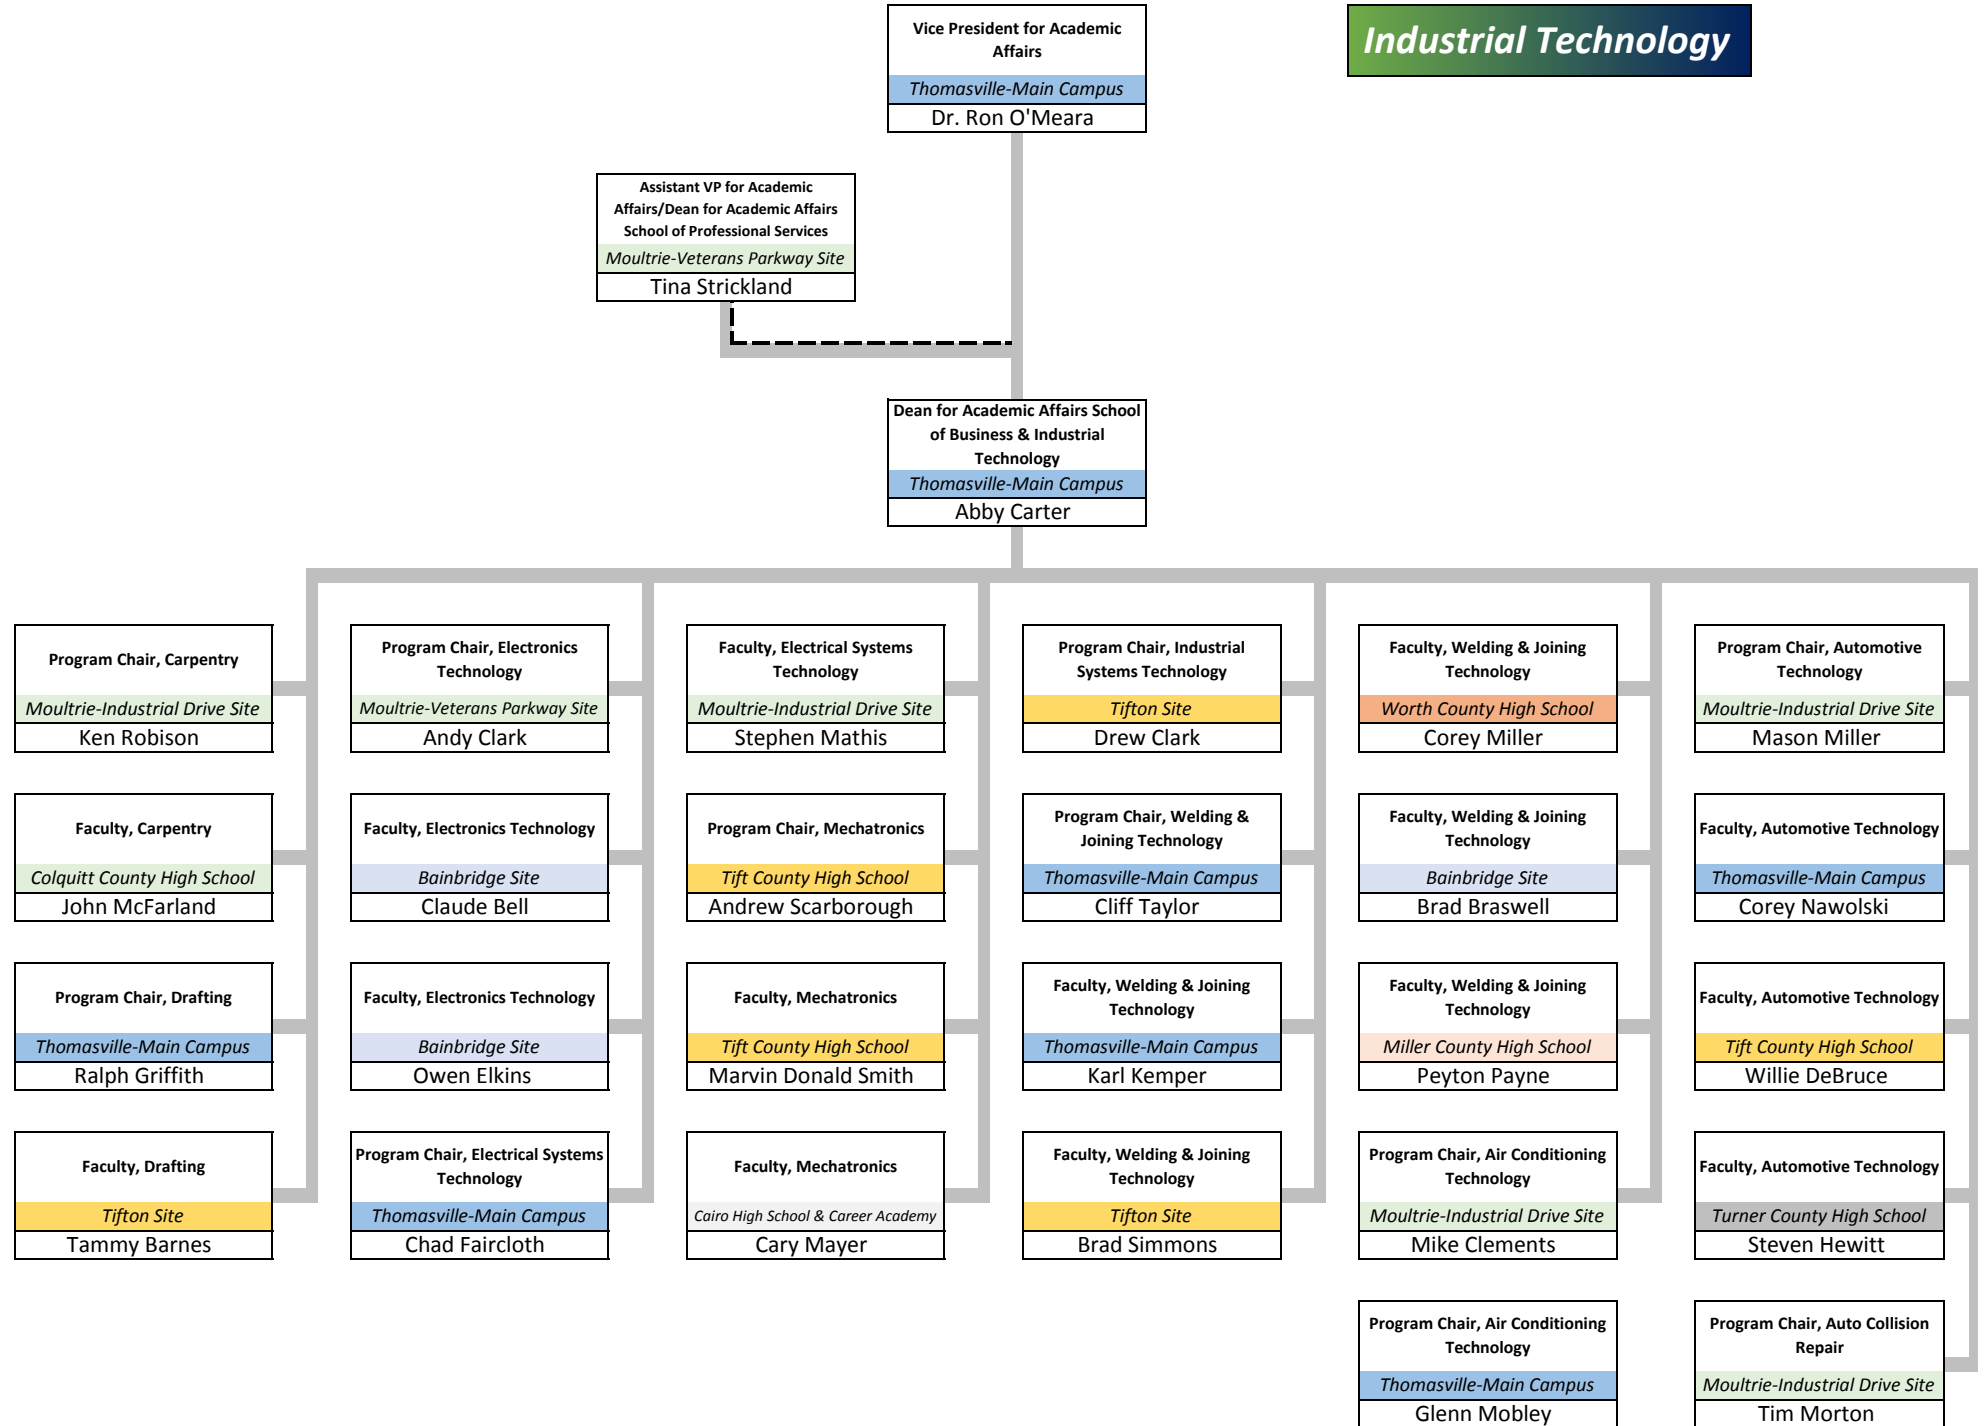 Vice President for Academic
Affairs
Thomasville-Main Campus
Dr. Ron O'Meara
Industrial Technology
Assistant VP for Academic
Affairs/Dean for Academic Affairs
School of Professional Services
Moultrie-Veterans Parkway Site
Tina Strickland
Dean for Academic Affairs School
of Business & Industrial
Technology
Thomasville-Main Campus
Abby Carter
Program Chair, Carpentry
Moultrie-Industrial Drive Site
Ken Robison
Faculty, Carpentry
Colquitt County High School
John McFarland
Program Chair, Drafting
Thomasville-Main Campus
Ralph Griffith
Faculty, Drafting
Tifton Site
Tammy Barnes
Program Chair, Electronics
Technology
Moultrie-Veterans Parkway Site
Andy Clark
Faculty, Electronics Technology
Bainbridge Site
Claude Bell
Faculty, Electronics Technology
Bainbridge Site
Owen Elkins
Program Chair, Electrical Systems
Technology
Thomasville-Main Campus
Chad Faircloth
Faculty, Electrical Systems
Technology
Moultrie-Industrial Drive Site
Stephen Mathis
Program Chair, Mechatronics
Tift County High School
Andrew Scarborough
Faculty, Mechatronics
Tift County High School
Marvin Donald Smith
Faculty, Mechatronics
Cairo High School & Career Academy
Cary Mayer
Program Chair, Industrial
Systems Technology
Tifton Site
Drew Clark
Program Chair, Welding &
Joining Technology
Thomasville-Main Campus
Cliff Taylor
Faculty, Welding & Joining
Technology
Thomasville-Main Campus
Karl Kemper
Faculty, Welding & Joining
Technology
Tifton Site
Brad Simmons
Faculty, Welding & Joining
Technology
Worth County High School
Corey Miller
Faculty, Welding & Joining
Technology
Bainbridge Site
Brad Braswell
Faculty, Welding & Joining
Technology
Miller County High School
Peyton Payne
Program Chair, Air Conditioning
Technology
Moultrie-Industrial Drive Site
Mike Clements
Program Chair, Air Conditioning
Technology
Thomasville-Main Campus
Glenn Mobley
Program Chair, Automotive
Technology
Moultrie-Industrial Drive Site
Mason Miller
Faculty, Automotive Technology
Thomasville-Main Campus
Corey Nawolski
Faculty, Automotive Technology
Tift County High School
Willie DeBruce
Faculty, Automotive Technology
Turner County High School
Steven Hewitt
Program Chair, Auto Collision
Repair
Moultrie-Industrial Drive Site
Tim Morton